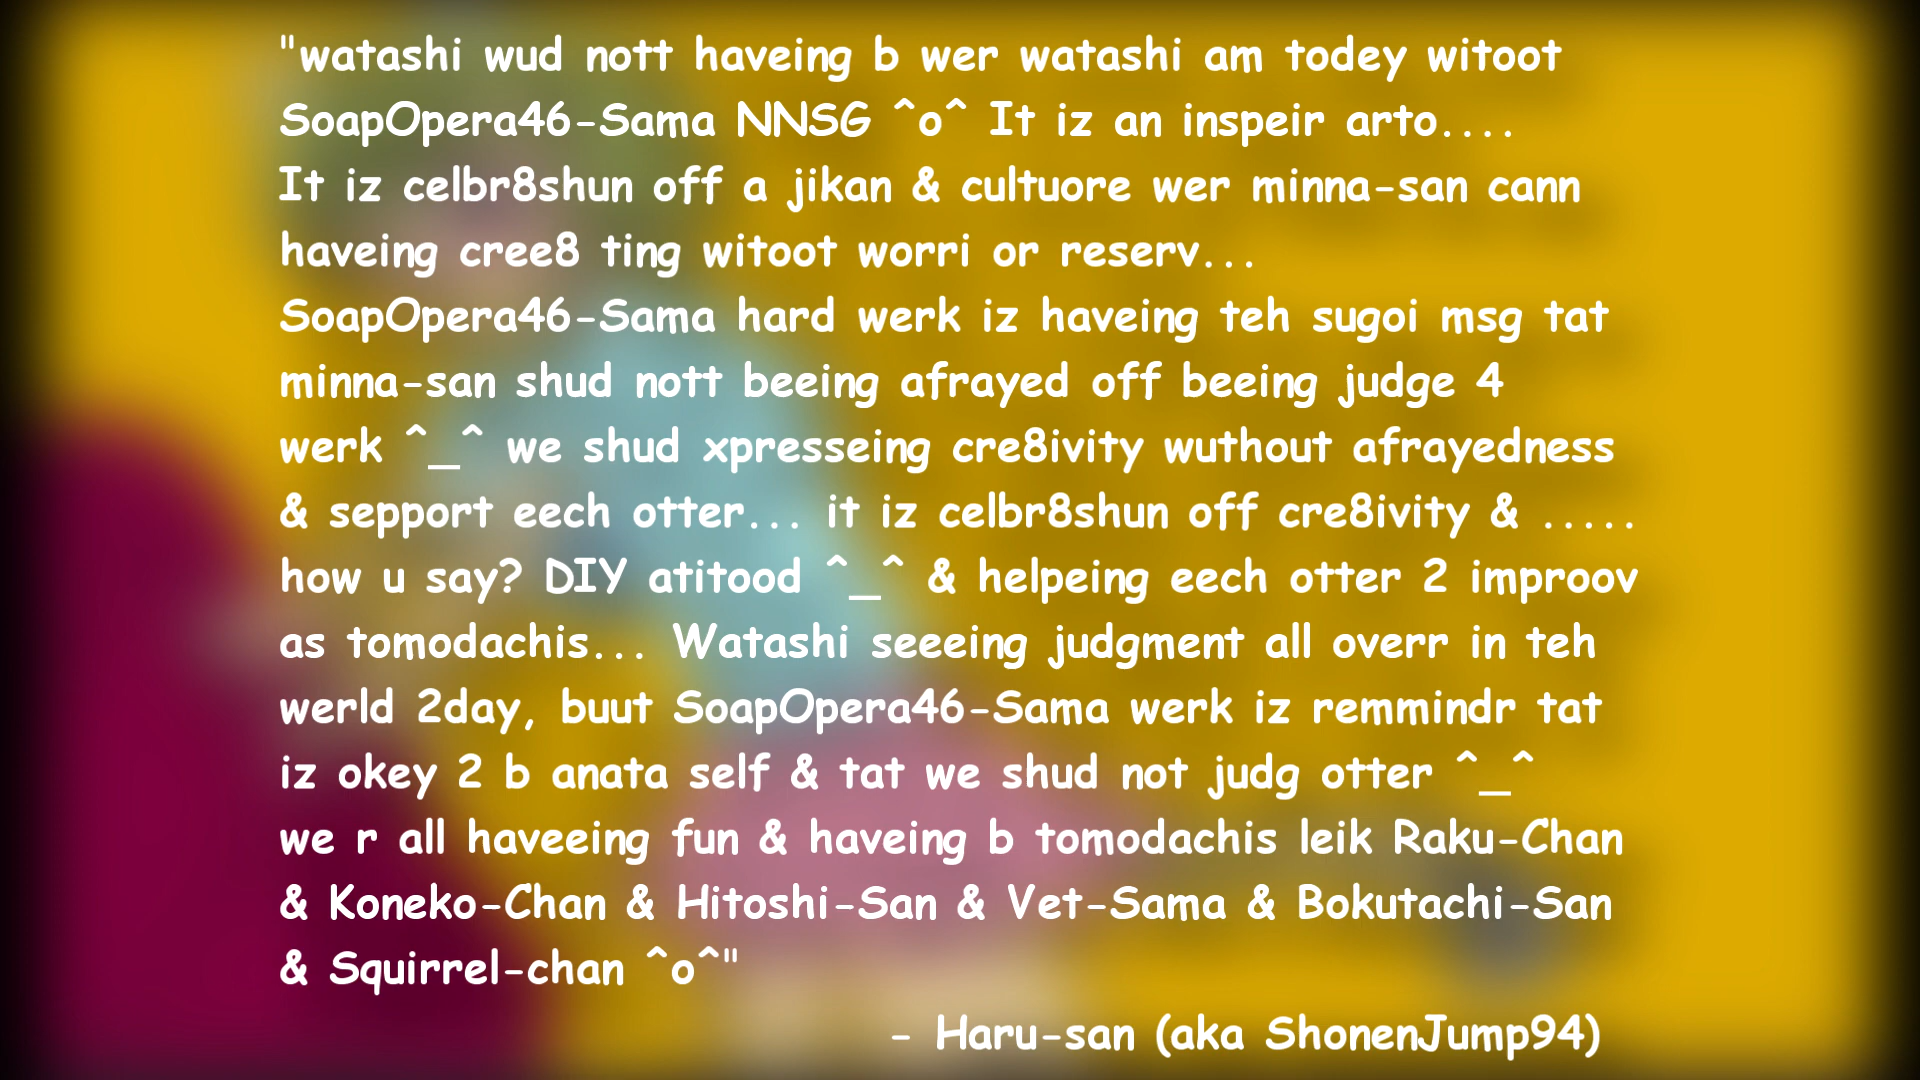 "watashi wud nott haveing b wer watashi am todey witoot
SoapOpera46-Sama NNSG ^o^ It iz an inspeir arto....
It iz celbr8shun off a jikan & cultuore wer minna-san cann
haveing cree8 ting witoot worri or reserv...
SoapOpera46-Sama hard werk iz haveing teh sugoi msg tat
minna-san shud nott beeing afrayed off beeing judge 4
werk ^_^ we shud xpresseing cre8ivity wuthout afrayedness
& sepport eech otter... it iz celbr8shun off cre8ivity & .....
how u say? DIY atitood ^_^ & helpeing eech otter 2 improov
as tomodachis... Watashi seeeing judgment all overr in teh
werld 2day, buut SoapOpera46-Sama werk iz remmindr tat
iz okey 2 b anata self & tat we shud not judg otter ^_^
we r all haveeing fun & haveing b tomodachis leik Raku-Chan
& Koneko-Chan & Hitoshi-San & Vet-Sama & Bokutachi-San
& Squirrel-chan ^o^"
- Haru-san (aka ShonenJump94)